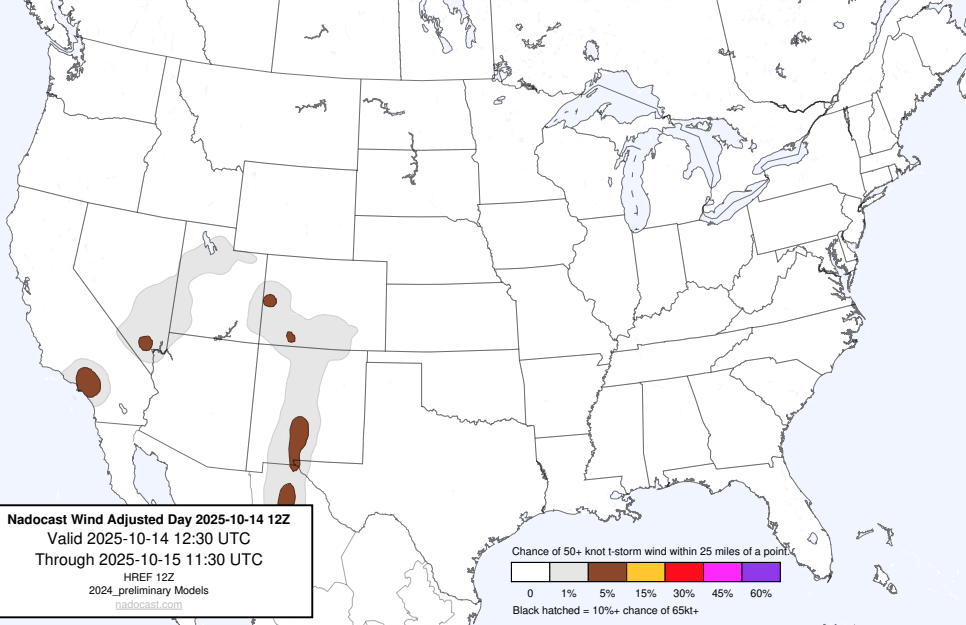 Nadocast Wind Adjusted Day 2025-10-14 12Z
Valid 2025-10-14 12:30 UTC
Through 2025-10-15 11:30 UTC
HREF 12Z
2024_preliminary Models
nadocast.com
Chance of 50+ knot t-storm wind within 25 miles of a point.
0 1% 5% 15% 30% 45% 60%
Black hatched = 10%+ chance of 65kt+